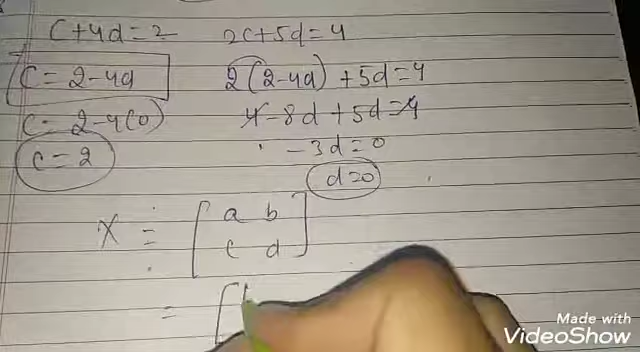 c+4d=2 2c+5d=4
c=2-4d 2(2-4d)+5d=4
c=2-4(0) 4-8d+5d=4
c=2 -3d=0
d=0
X = [a b
c d]
= [
Made with
VideoShow